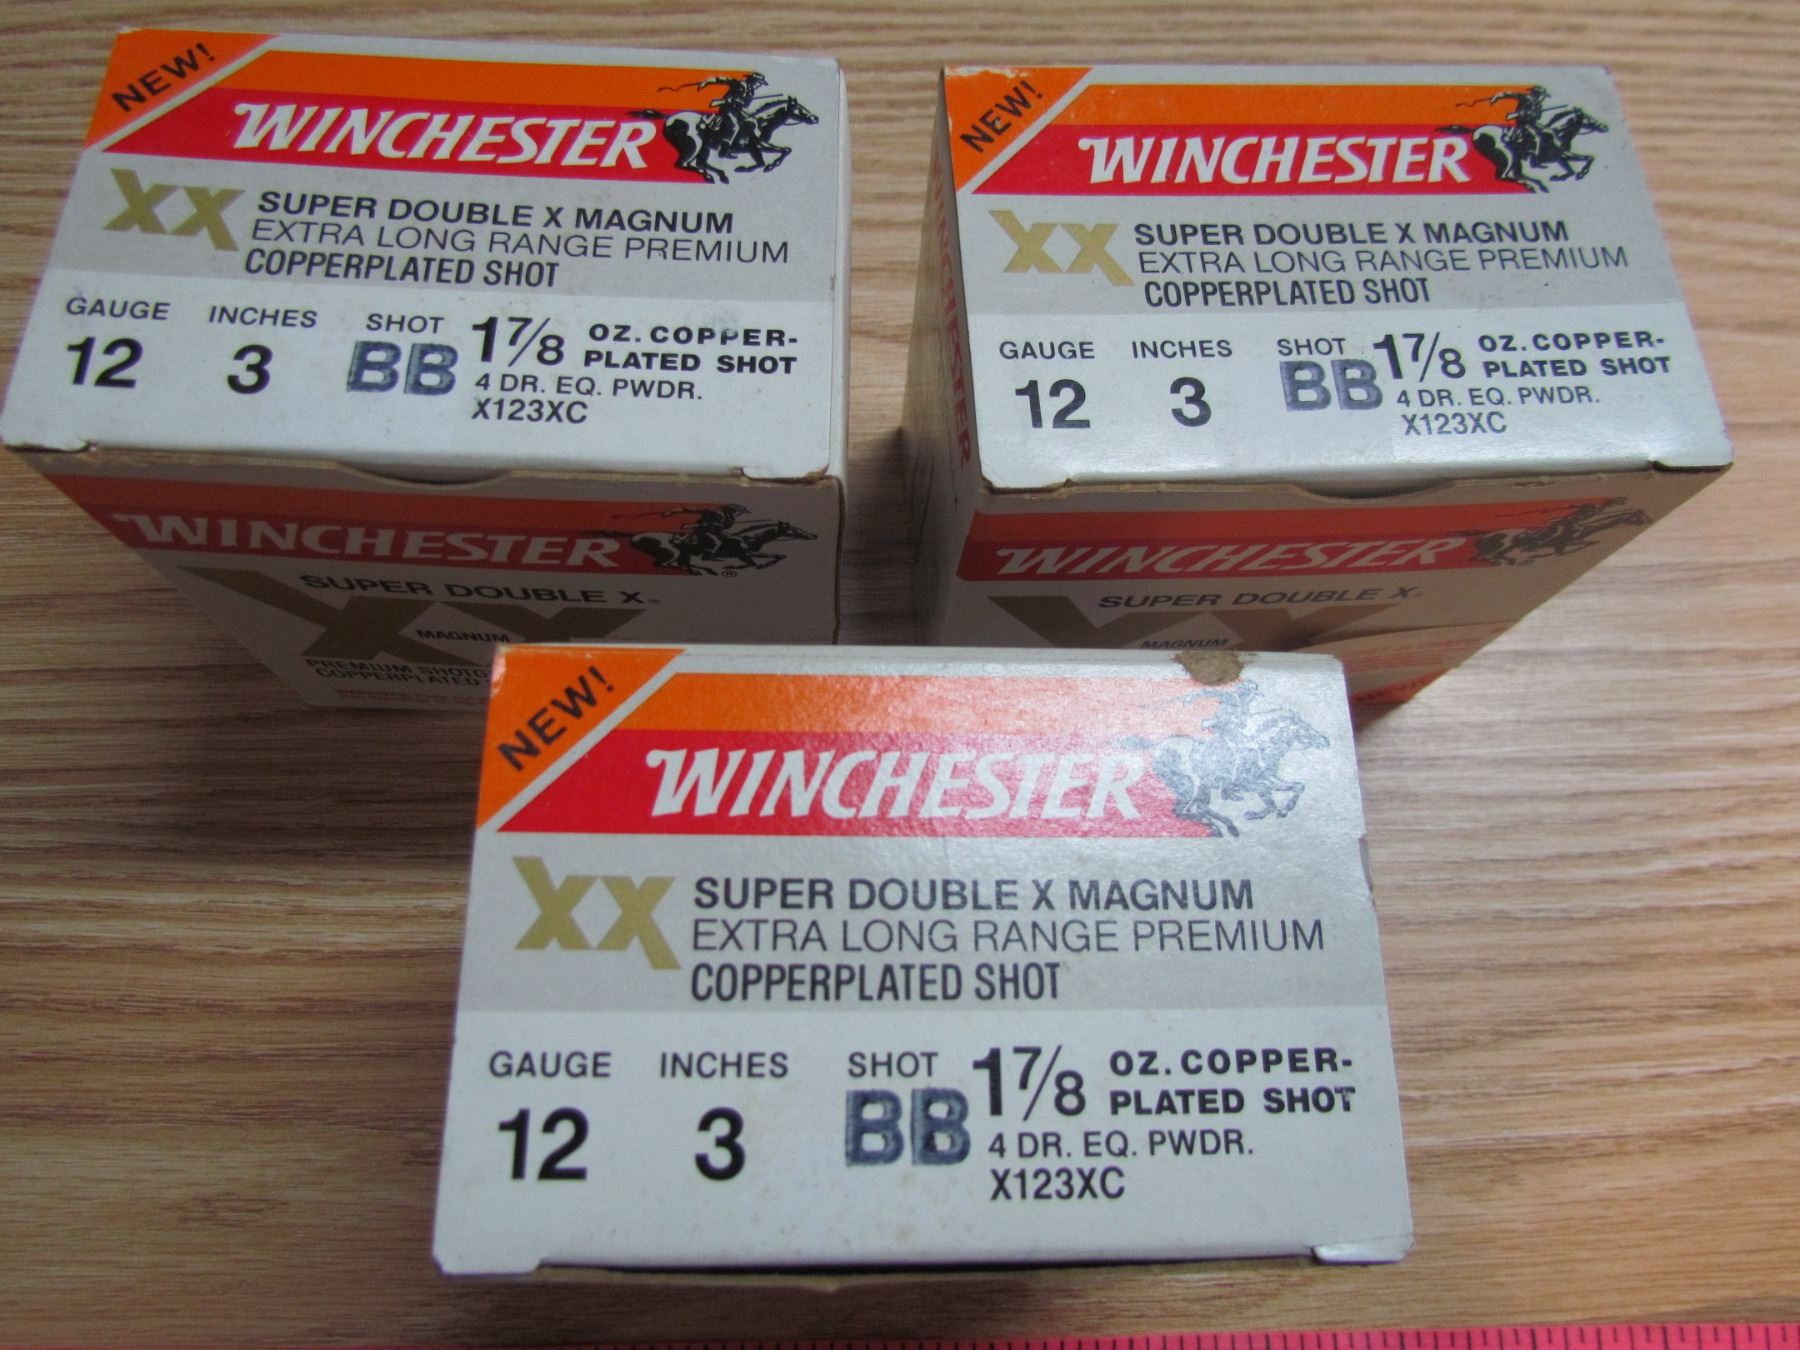 NEW!
WINCHESTER
XX SUPER DOUBLE X MAGNUM
EXTRA LONG RANGE PREMIUM
COPPERPLATED SHOT
GAUGE INCHES SHOT 1 7/8 OZ. COPPER-
12 3 BB PLATED SHOT
4 DR. EQ. PWDR.
X123XC
WINCHESTER
SUPER DOUBLE X
XX
MAGNUM
PREMIUM
COPPERPLATED
NEW!
WINCHESTER
XX SUPER DOUBLE X MAGNUM
EXTRA LONG RANGE PREMIUM
COPPERPLATED SHOT
GAUGE INCHES SHOT 1 7/8 OZ. COPPER-
12 3 BB PLATED SHOT
4 DR. EQ. PWDR.
X123XC
WINCHESTER
WINCHESTER
SUPER DOUBLE X
XX
MAGNUM
NEW!
WINCHESTER
XX SUPER DOUBLE X MAGNUM
EXTRA LONG RANGE PREMIUM
COPPERPLATED SHOT
GAUGE INCHES SHOT 1 7/8 OZ. COPPER-
12 3 BB PLATED SHOT
4 DR. EQ. PWDR.
X123XC